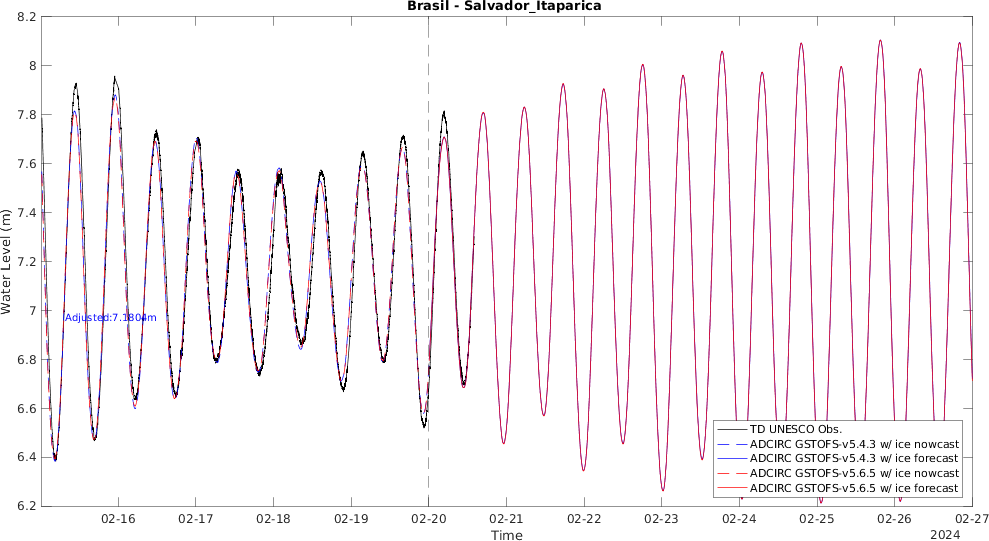 Brasil - Salvador_Itaparica
8.2
8
7.8
7.6
7.4
7.2
7
6.8
6.6
6.4
6.2
Water Level (m)
Adjusted:7.1804m
TD UNESCO Obs.
ADCIRC GSTOFS-v5.4.3 w/ ice nowcast
ADCIRC GSTOFS-v5.4.3 w/ ice forecast
ADCIRC GSTOFS-v5.6.5 w/ ice nowcast
ADCIRC GSTOFS-v5.6.5 w/ ice forecast
02-16 02-17 02-18 02-19 02-20 02-21 02-22 02-23 02-24 02-25 02-26 02-27
Time
2024